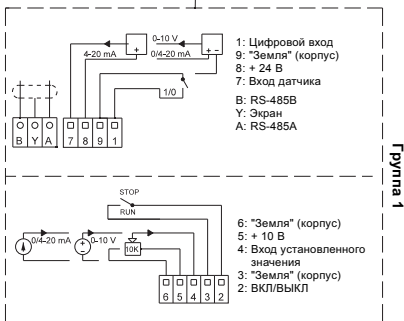 0-10 V
4-20 mA
+
0/4-20 mA
+ -
1/0
B Y A
7 8 9 1
1: Цифровой вход
9: "Земля" (корпус)
8: + 24 В
7: Вход датчика
B: RS-485B
Y: Экран
A: RS-485A
Группа 1
STOP
RUN
0/4-20 mA
+
-
0-10 V
10K
6 5 4 3 2
6: "Земля" (корпус)
5: + 10 В
4: Вход установленного
значения
3: "Земля" (корпус)
2: ВКЛ/ВЫКЛ